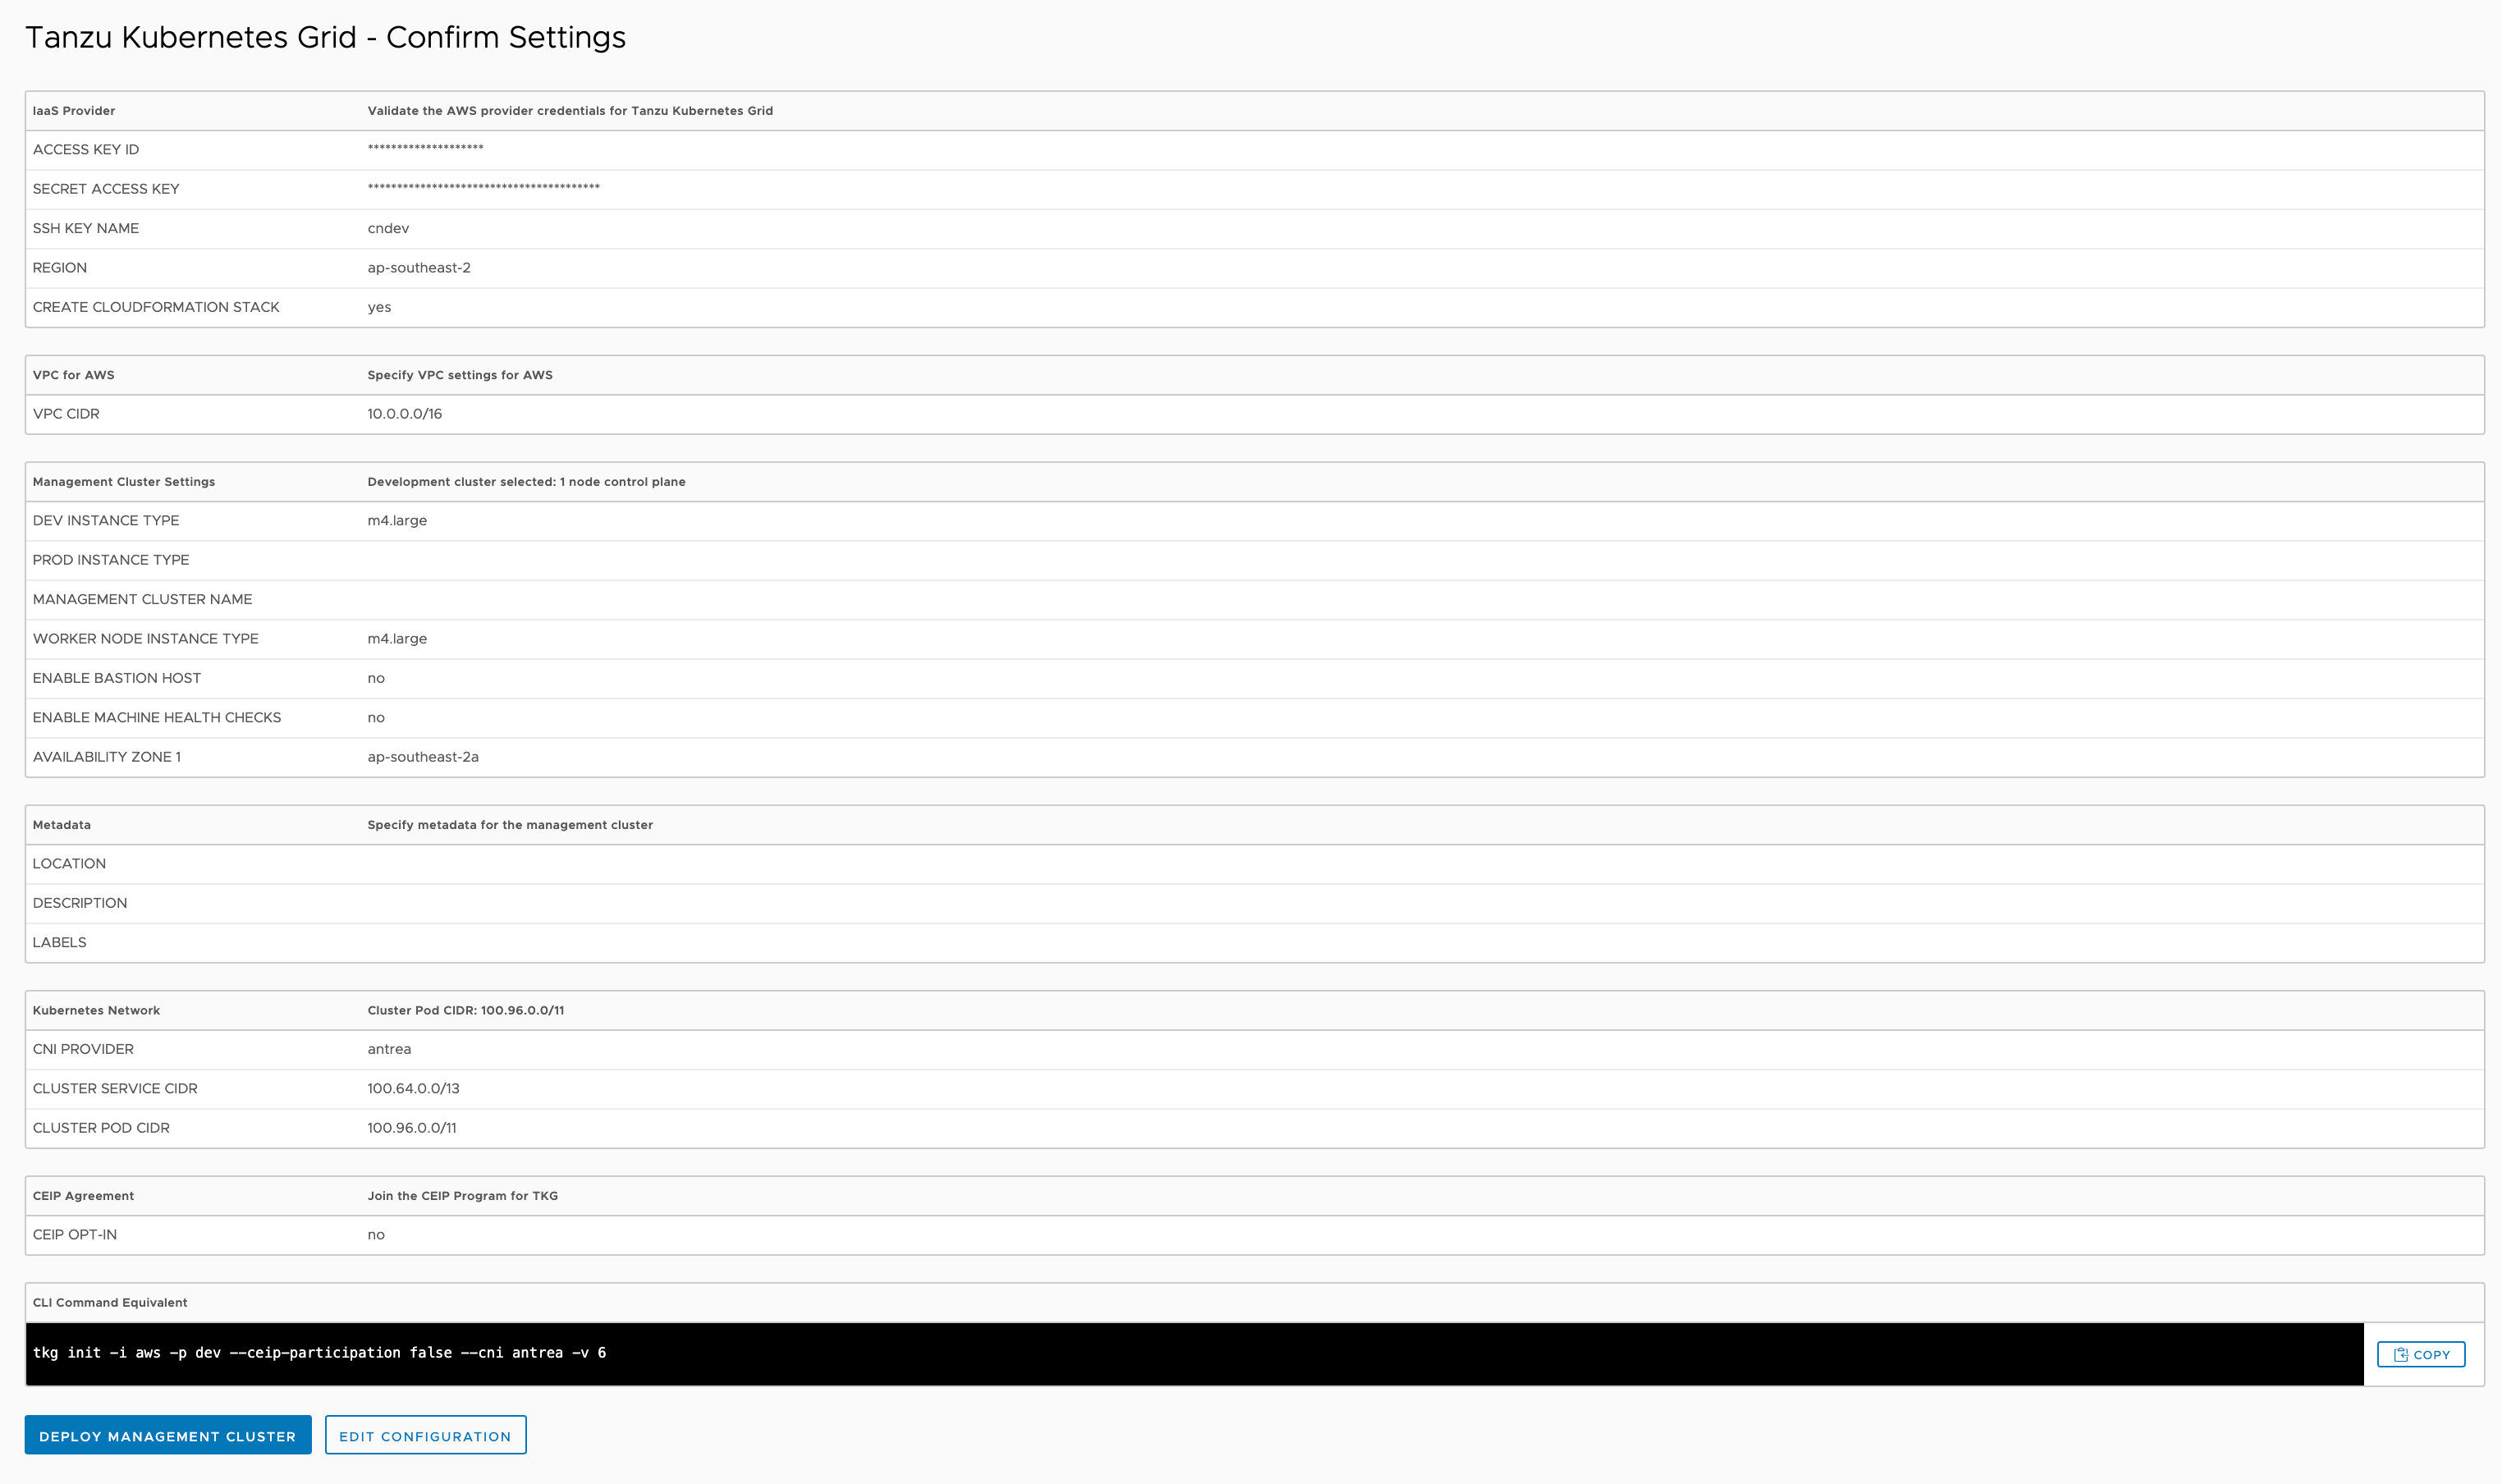 Tanzu Kubernetes Grid - Confirm Settings
IaaS Provider Validate the AWS provider credentials for Tanzu Kubernetes Grid
ACCESS KEY ID ********************
SECRET ACCESS KEY ****************************************
SSH KEY NAME cndev
REGION ap-southeast-2
CREATE CLOUDFORMATION STACK yes
VPC for AWS Specify VPC settings for AWS
VPC CIDR 10.0.0.0/16
Management Cluster Settings Development cluster selected: 1 node control plane
DEV INSTANCE TYPE m4.large
PROD INSTANCE TYPE
MANAGEMENT CLUSTER NAME
WORKER NODE INSTANCE TYPE m4.large
ENABLE BASTION HOST no
ENABLE MACHINE HEALTH CHECKS no
AVAILABILITY ZONE 1 ap-southeast-2a
Metadata Specify metadata for the management cluster
LOCATION
DESCRIPTION
LABELS
Kubernetes Network Cluster Pod CIDR: 100.96.0.0/11
CNI PROVIDER antrea
CLUSTER SERVICE CIDR 100.64.0.0/13
CLUSTER POD CIDR 100.96.0.0/11
CEIP Agreement Join the CEIP Program for TKG
CEIP OPT-IN no
CLI Command Equivalent
tkg init -i aws -p dev --ceip-participation false --cni antrea -v 6
COPY
DEPLOY MANAGEMENT CLUSTER EDIT CONFIGURATION